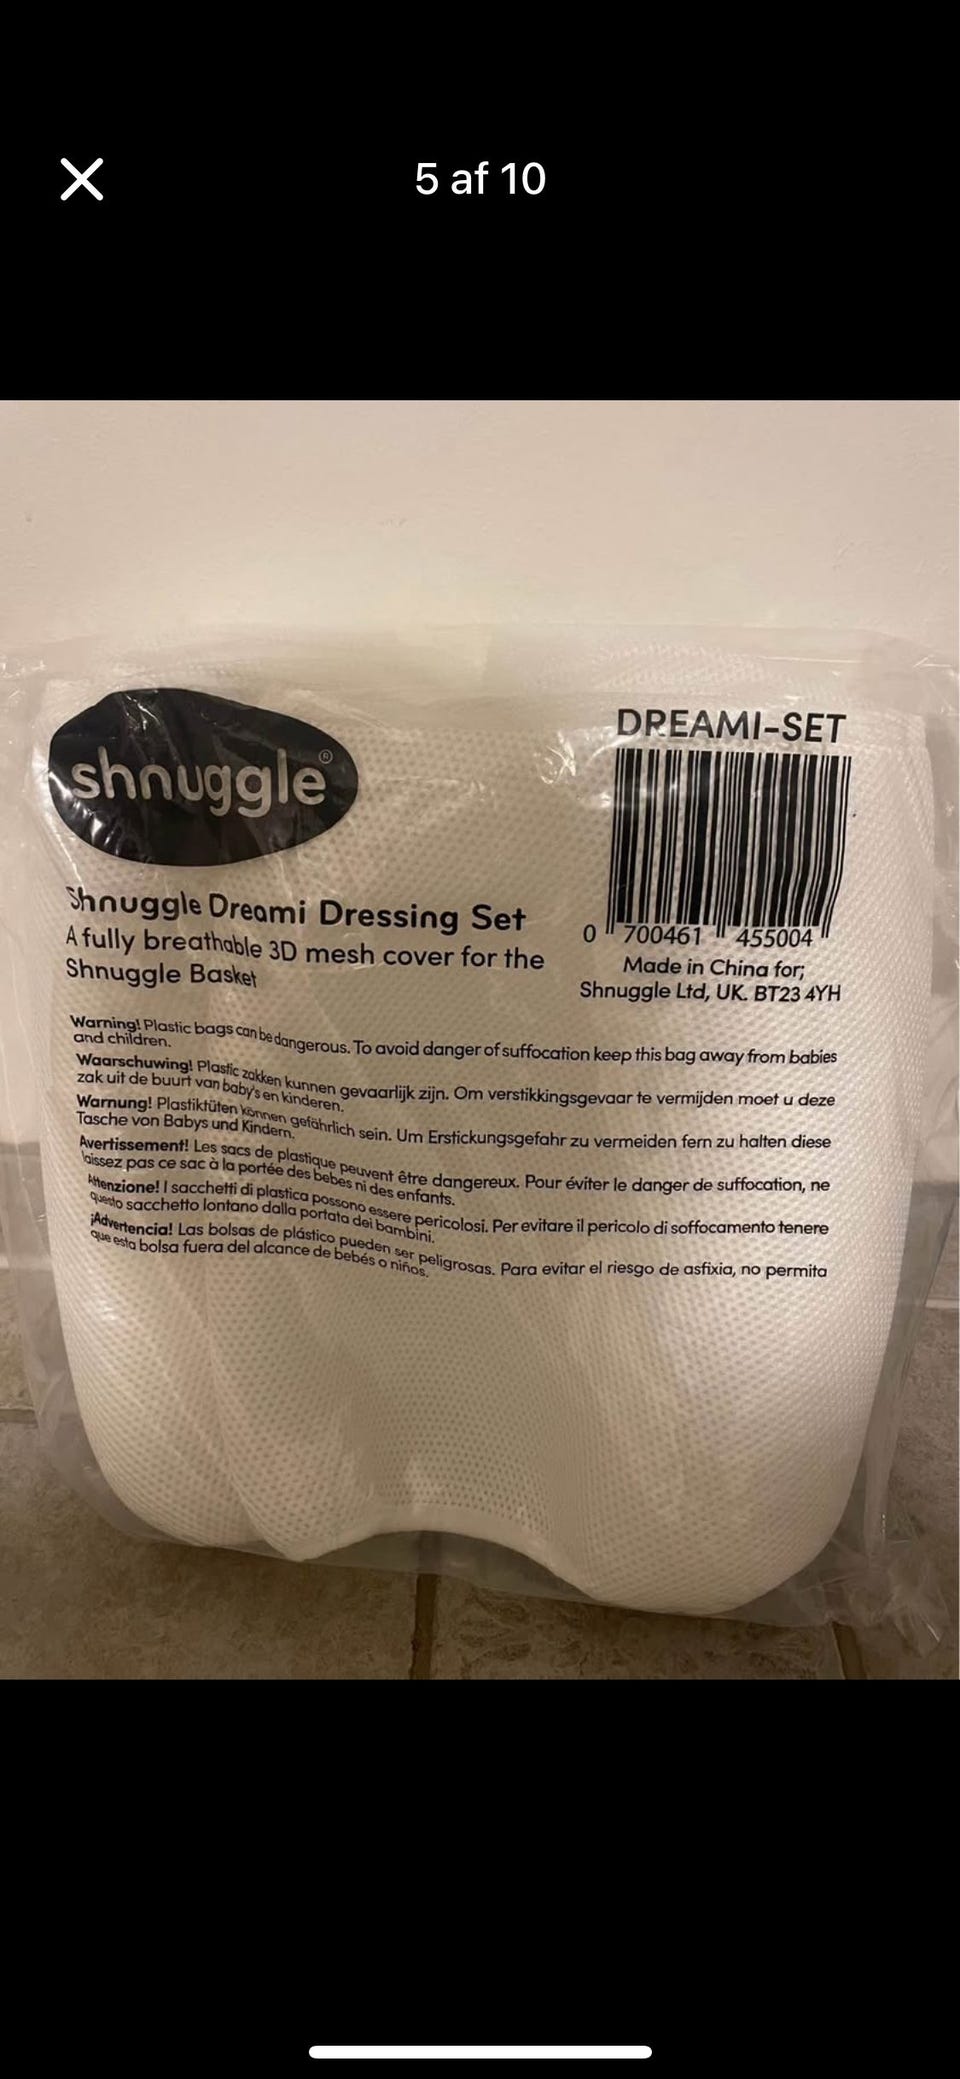 5 af 10
shnuggle®
DREAMI-SET
0 700461 455004
Made in China for;
Shnuggle Ltd, UK. BT23 4YH
Shnuggle Dreami Dressing Set
A fully breathable 3D mesh cover for the
Shnuggle Basket
Warning! Plastic bags can be dangerous. To avoid danger of suffocation keep this bag away from babies
and children.
Waarschuwing! Plastic zakken kunnen gevaarlijk zijn. Om verstikkingsgevaar te vermijden moet u deze
zak uit de buurt van baby's en kinderen.
Warnung! Plastiktüten können gefährlich sein. Um Erstickungsgefahr zu vermeiden fern zu halten diese
Tasche von Babys und Kindern.
Avertissement! Les sacs de plastique peuvent être dangereux. Pour éviter le danger de suffocation, ne
laissez pas ce sac à la portée des bebes ni des enfants.
Attenzione! I sacchetti di plastica possono essere pericolosi. Per evitare il pericolo di soffocamento tenere
questo sacchetto lontano dalla portata dei bambini.
¡Advertencia! Las bolsas de plástico pueden ser peligrosas. Para evitar el riesgo de asfixia, no permita
que esta bolsa fuera del alcance de bebés o niños.